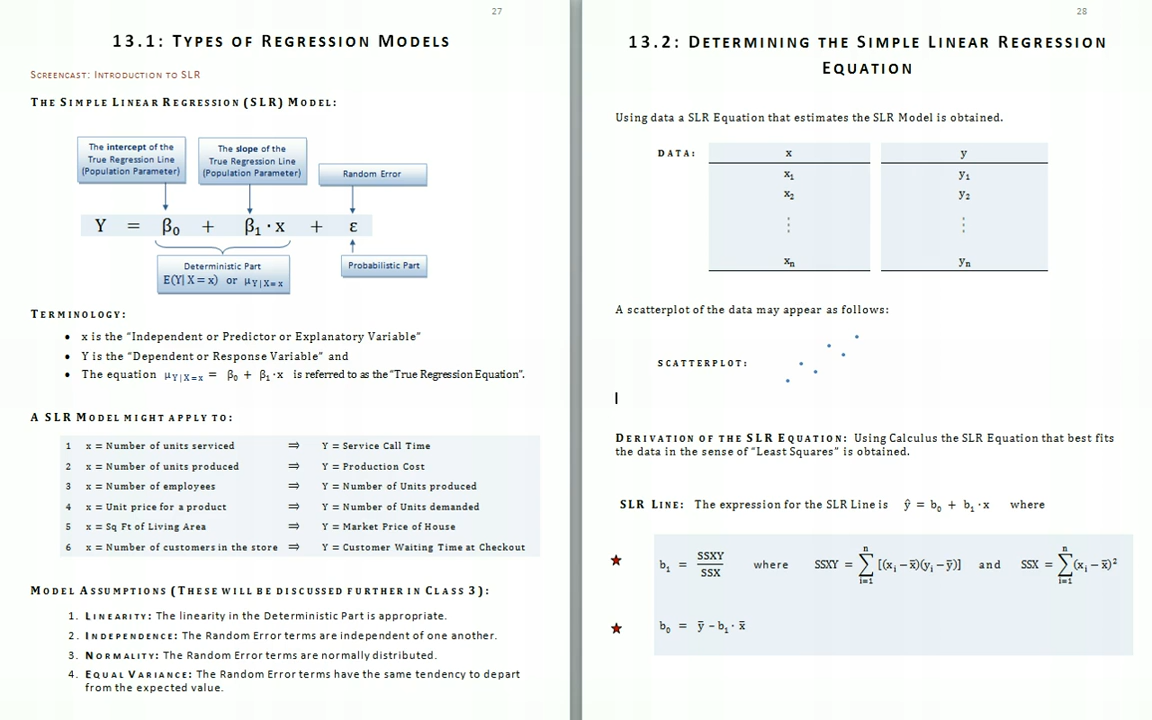 27
13.1: Types of Regression Models
Screencast: Introduction to SLR
The Simple Linear Regression (SLR) Model:
The intercept of the
True Regression Line
(Population Parameter)
The slope of the
True Regression Line
(Population Parameter)
Random Error
Y = β₀ + β₁ · x + ε
Deterministic Part
E(Y| X = x) or μ_Y|X=x
Probabilistic Part
Terminology:
• x is the "Independent or Predictor or Explanatory Variable"
• Y is the "Dependent or Response Variable" and
• The equation μ_Y|X=x = β₀ + β₁·x is referred to as the "True Regression Equation".
A SLR Model might apply to:
1 x = Number of units serviced ⇒ Y = Service Call Time
2 x = Number of units produced ⇒ Y = Production Cost
3 x = Number of employees ⇒ Y = Number of Units produced
4 x = Unit price for a product ⇒ Y = Number of Units demanded
5 x = Sq Ft of Living Area ⇒ Y = Market Price of House
6 x = Number of customers in the store ⇒ Y = Customer Waiting Time at Checkout
Model Assumptions (These will be discussed further in Class 3):
1. Linearity: The linearity in the Deterministic Part is appropriate.
2. Independence: The Random Error terms are independent of one another.
3. Normality: The Random Error terms are normally distributed.
4. Equal Variance: The Random Error terms have the same tendency to depart
from the expected value.
28
13.2: Determining the Simple Linear Regression
Equation
Using data a SLR Equation that estimates the SLR Model is obtained.
Data: x y
x₁ y₁
x₂ y₂
⋮ ⋮
xₙ yₙ
A scatterplot of the data may appear as follows:
Scatterplot:
Derivation of the SLR Equation: Using Calculus the SLR Equation that best fits
the data in the sense of "Least Squares" is obtained.
SLR Line: The expression for the SLR Line is ŷ = b₀ + b₁·x where
b₁ = SSXY/SSX where SSXY = ∑_{i=1}^{n} [(xᵢ − x̄)(yᵢ − ȳ)] and SSX = ∑_{i=1}^{n} (xᵢ − x̄)²
b₀ = ȳ − b₁ · x̄